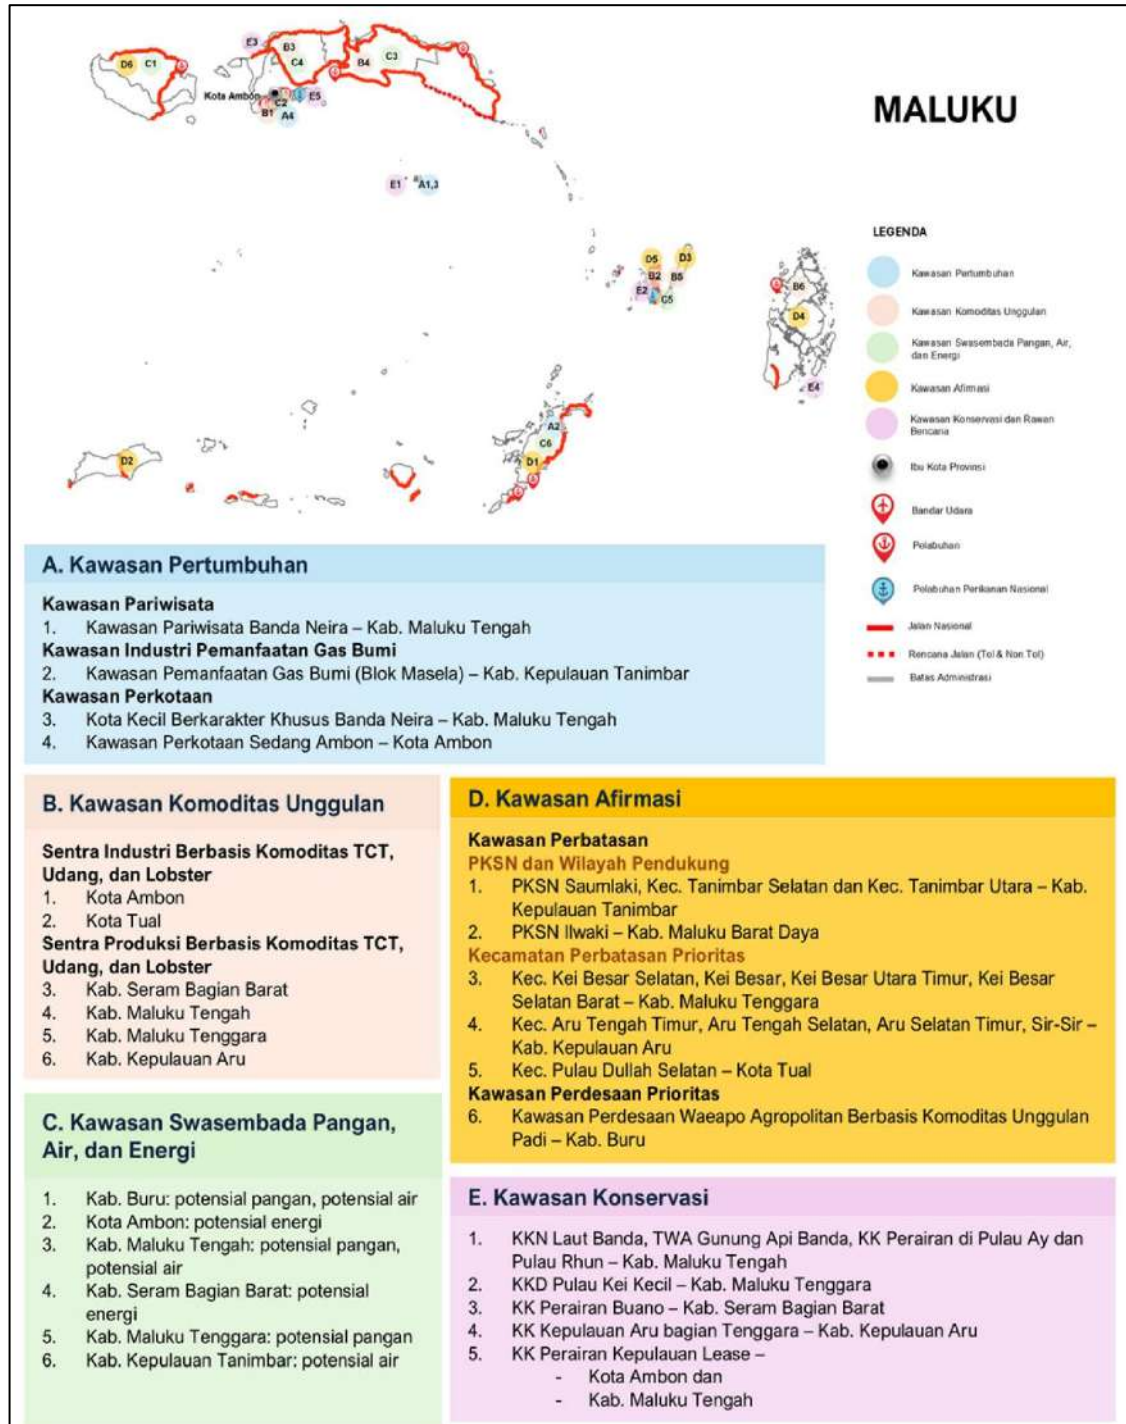 MALUKU
E3
B3
D6
C1
C4
B4
C3
Kota Ambon
C2
E5
B1
A4
E1
A1,3
D5
D3
B2
B5
E2
C5
B6
D4
E4
A2
C6
D1
D2
LEGENDA
Kawasan Pertumbuhan
Kawasan Komoditas Unggulan
Kawasan Swasembada Pangan, Air,
dan Energi
Kawasan Afirmasi
Kawasan Konservasi dan Rawan
Bencana
Ibu Kota Provinsi
Bandar Udara
Pelabuhan
Pelabuhan Perikanan Nasional
Jalan Nasional
Rencana Jalan (Tol & Non Tol)
Batas Administrasi
A. Kawasan Pertumbuhan
Kawasan Pariwisata
1. Kawasan Pariwisata Banda Neira – Kab. Maluku Tengah
Kawasan Industri Pemanfaatan Gas Bumi
2. Kawasan Pemanfaatan Gas Bumi (Blok Masela) – Kab. Kepulauan Tanimbar
Kawasan Perkotaan
3. Kota Kecil Berkarakter Khusus Banda Neira – Kab. Maluku Tengah
4. Kawasan Perkotaan Sedang Ambon – Kota Ambon
B. Kawasan Komoditas Unggulan
Sentra Industri Berbasis Komoditas TCT,
Udang, dan Lobster
1. Kota Ambon
2. Kota Tual
Sentra Produksi Berbasis Komoditas TCT,
Udang, dan Lobster
3. Kab. Seram Bagian Barat
4. Kab. Maluku Tengah
5. Kab. Maluku Tenggara
6. Kab. Kepulauan Aru
C. Kawasan Swasembada Pangan,
Air, dan Energi
1. Kab. Buru: potensial pangan, potensial air
2. Kota Ambon: potensial energi
3. Kab. Maluku Tengah: potensial pangan,
potensial air
4. Kab. Seram Bagian Barat: potensial
energi
5. Kab. Maluku Tenggara: potensial pangan
6. Kab. Kepulauan Tanimbar: potensial air
D. Kawasan Afirmasi
Kawasan Perbatasan
PKSN dan Wilayah Pendukung
1. PKSN Saumlaki, Kec. Tanimbar Selatan dan Kec. Tanimbar Utara – Kab.
Kepulauan Tanimbar
2. PKSN Ilwaki – Kab. Maluku Barat Daya
Kecamatan Perbatasan Prioritas
3. Kec. Kei Besar Selatan, Kei Besar, Kei Besar Utara Timur, Kei Besar
Selatan Barat – Kab. Maluku Tenggara
4. Kec. Aru Tengah Timur, Aru Tengah Selatan, Aru Selatan Timur, Sir-Sir –
Kab. Kepulauan Aru
5. Kec. Pulau Dullah Selatan – Kota Tual
Kawasan Perdesaan Prioritas
6. Kawasan Perdesaan Waeapo Agropolitan Berbasis Komoditas Unggulan
Padi – Kab. Buru
E. Kawasan Konservasi
1. KKN Laut Banda, TWA Gunung Api Banda, KK Perairan di Pulau Ay dan
Pulau Rhun – Kab. Maluku Tengah
2. KKD Pulau Kei Kecil – Kab. Maluku Tenggara
3. KK Perairan Buano – Kab. Seram Bagian Barat
4. KK Kepulauan Aru bagian Tenggara – Kab. Kepulauan Aru
5. KK Perairan Kepulauan Lease –
- Kota Ambon dan
- Kab. Maluku Tengah